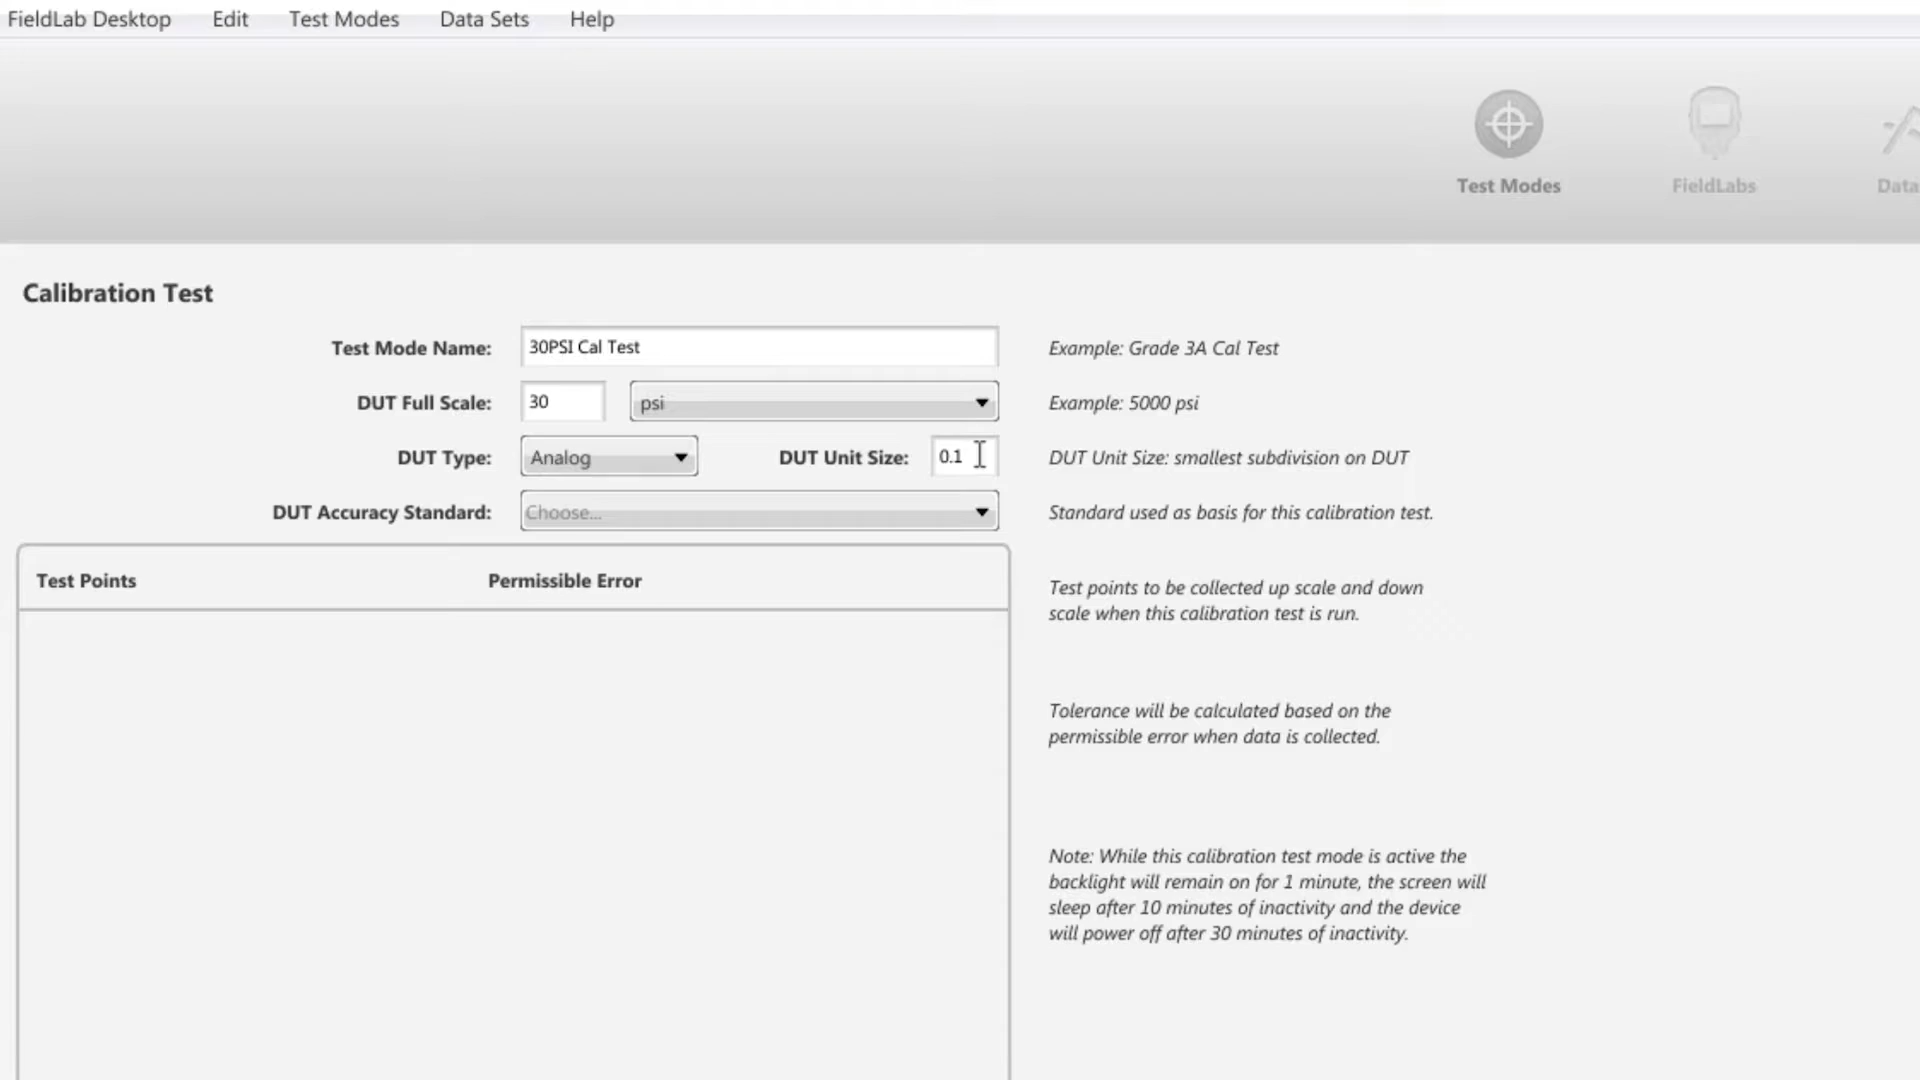 FieldLab Desktop Edit Test Modes Data Sets Help
Test Modes FieldLabs Data
Calibration Test
Test Mode Name: 30PSI Cal Test Example: Grade 3A Cal Test
DUT Full Scale: 30 psi Example: 5000 psi
DUT Type: Analog DUT Unit Size: 0.1 DUT Unit Size: smallest subdivision on DUT
DUT Accuracy Standard: Choose... Standard used as basis for this calibration test.
Test Points Permissible Error
Test points to be collected up scale and down
scale when this calibration test is run.
Tolerance will be calculated based on the
permissible error when data is collected.
Note: While this calibration test mode is active the
backlight will remain on for 1 minute, the screen will
sleep after 10 minutes of inactivity and the device
will power off after 30 minutes of inactivity.